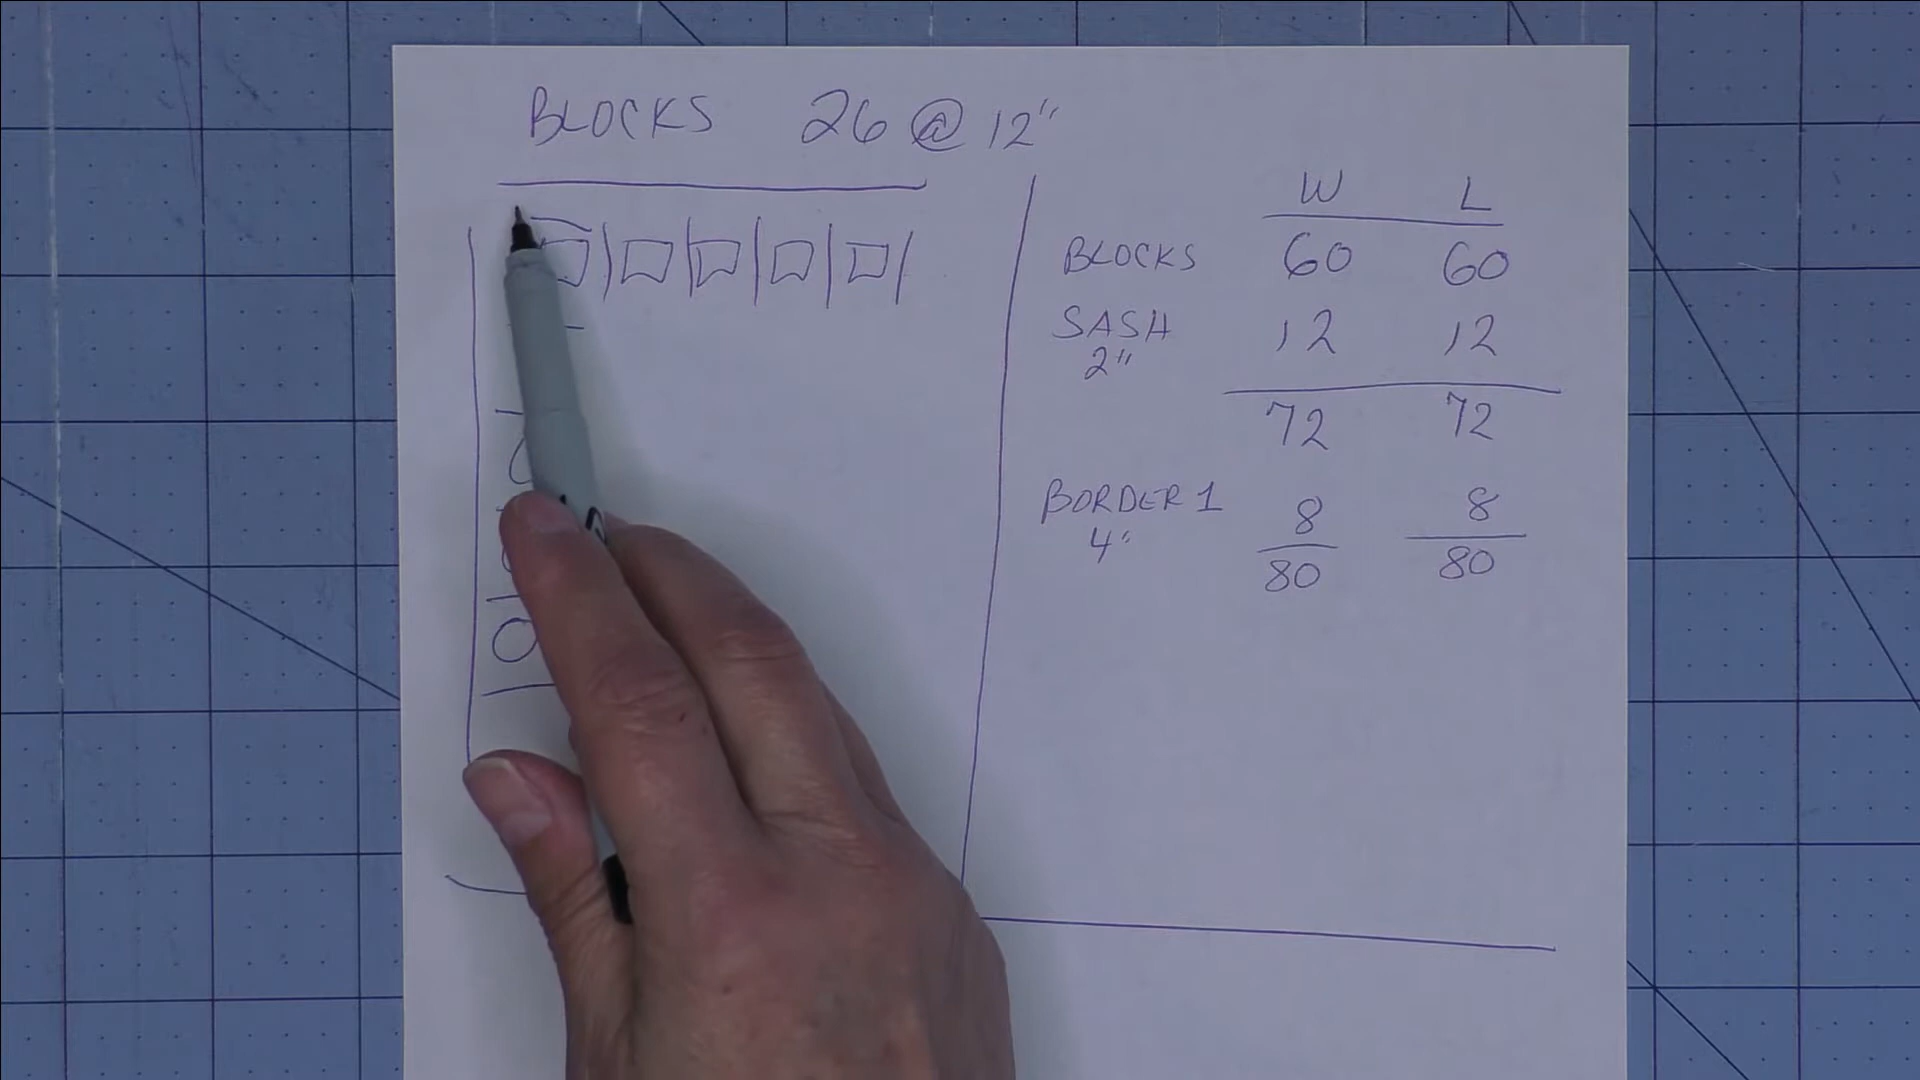 BLOCKS 26 @ 12"
W L
BLOCKS 60 60
SASH 12 12
2"
72 72
BORDER 1 8 8
4"
80 80